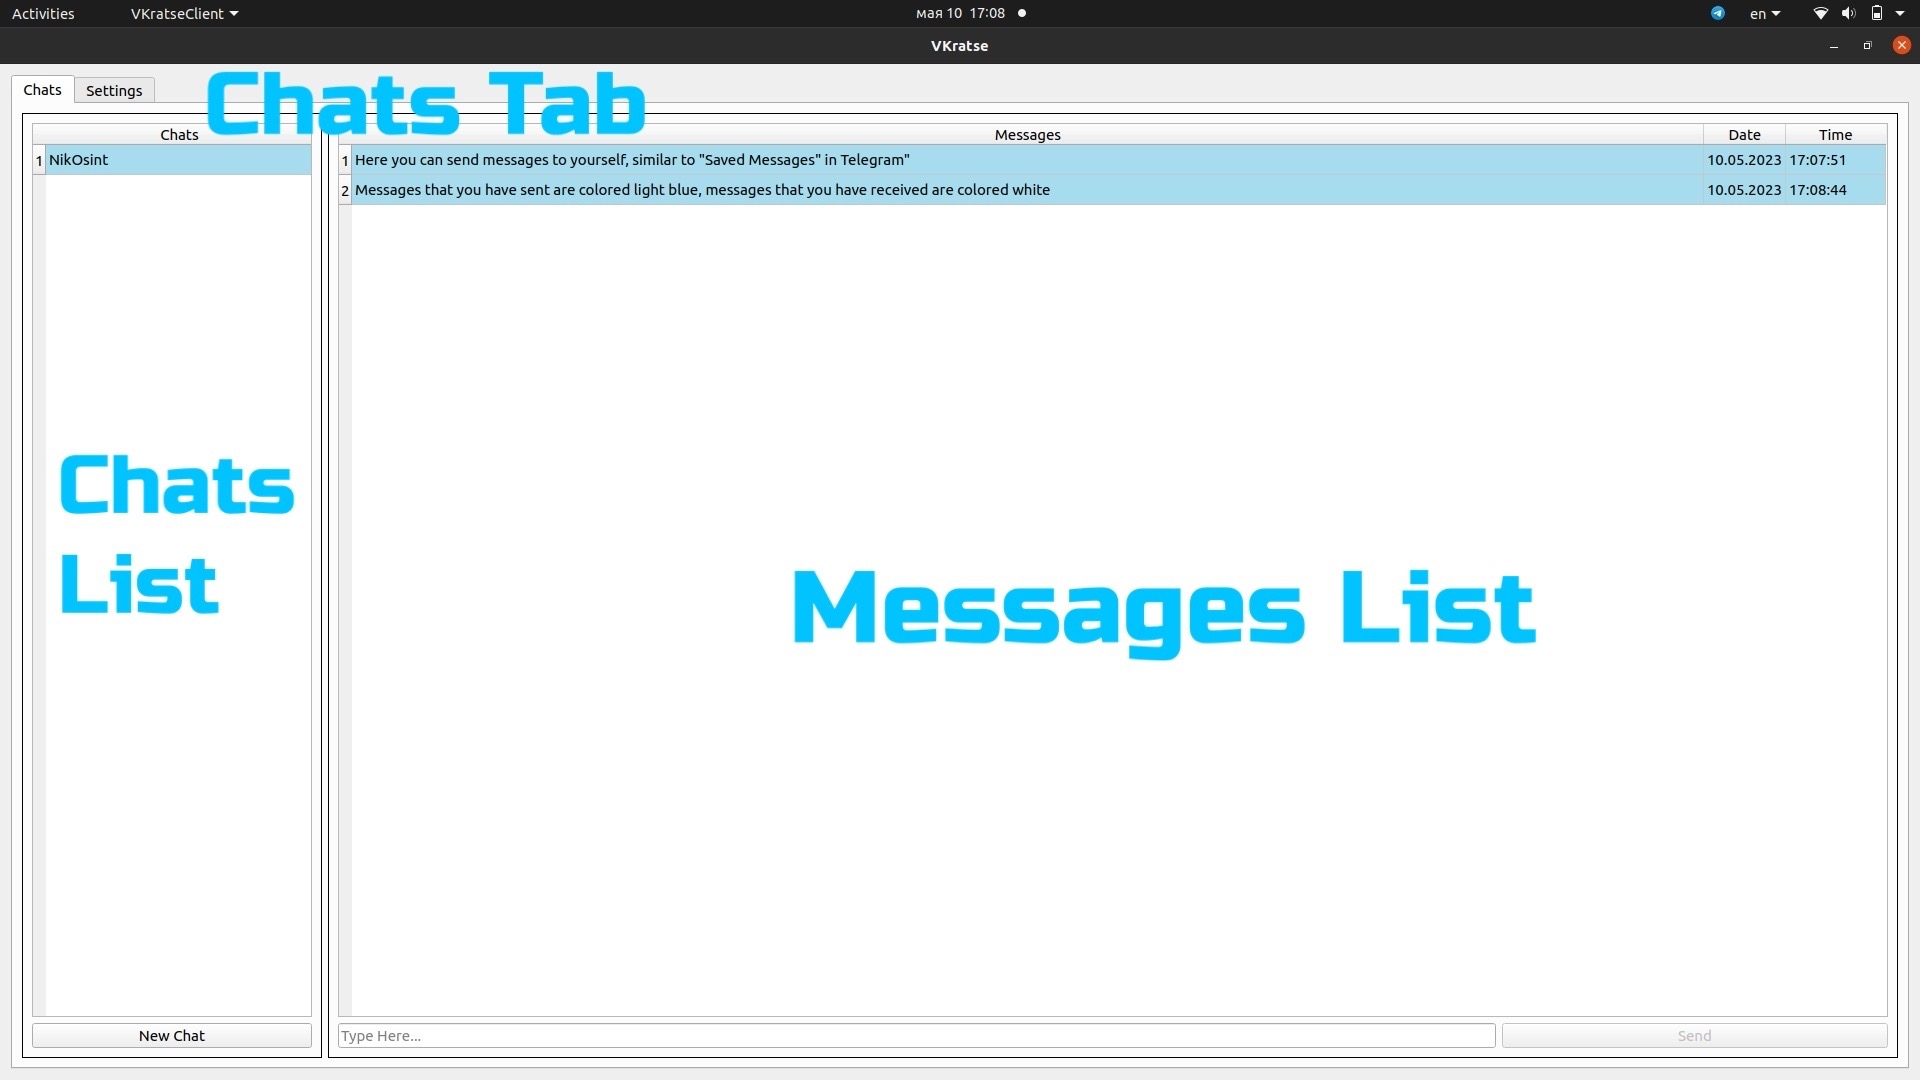 Activities VKratseClient мая 10 17:08 en
VKratse
Chats Settings
Chats Tab
Chats Messages Date Time
1 NikOsint 1 Here you can send messages to yourself, similar to "Saved Messages" in Telegram" 10.05.2023 17:07:51
2 Messages that you have sent are colored light blue, messages that you have received are colored white 10.05.2023 17:08:44
Chats
List
Messages List
New Chat Type Here... Send